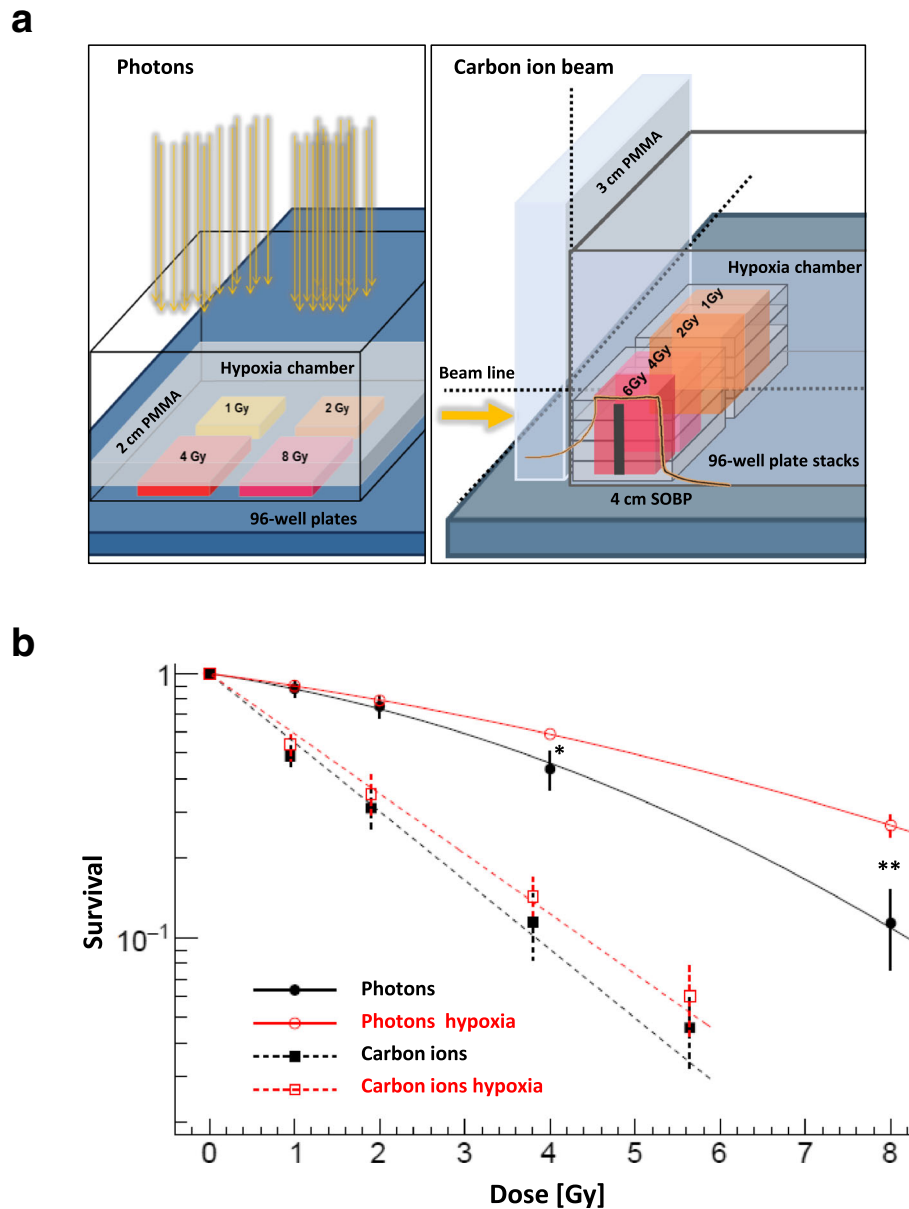 a
Photons
Hypoxia chamber
2 cm PMMA
1 Gy
2 Gy
4 Gy
8 Gy
96-well plates
Carbon ion beam
3 cm PMMA
Hypoxia chamber
1Gy
2Gy
4Gy
6Gy
Beam line
96-well plate stacks
4 cm SOBP
b
Survival
1
10⁻¹
*
**
Photons
Photons hypoxia
Carbon ions
Carbon ions hypoxia
0 1 2 3 4 5 6 7 8
Dose [Gy]